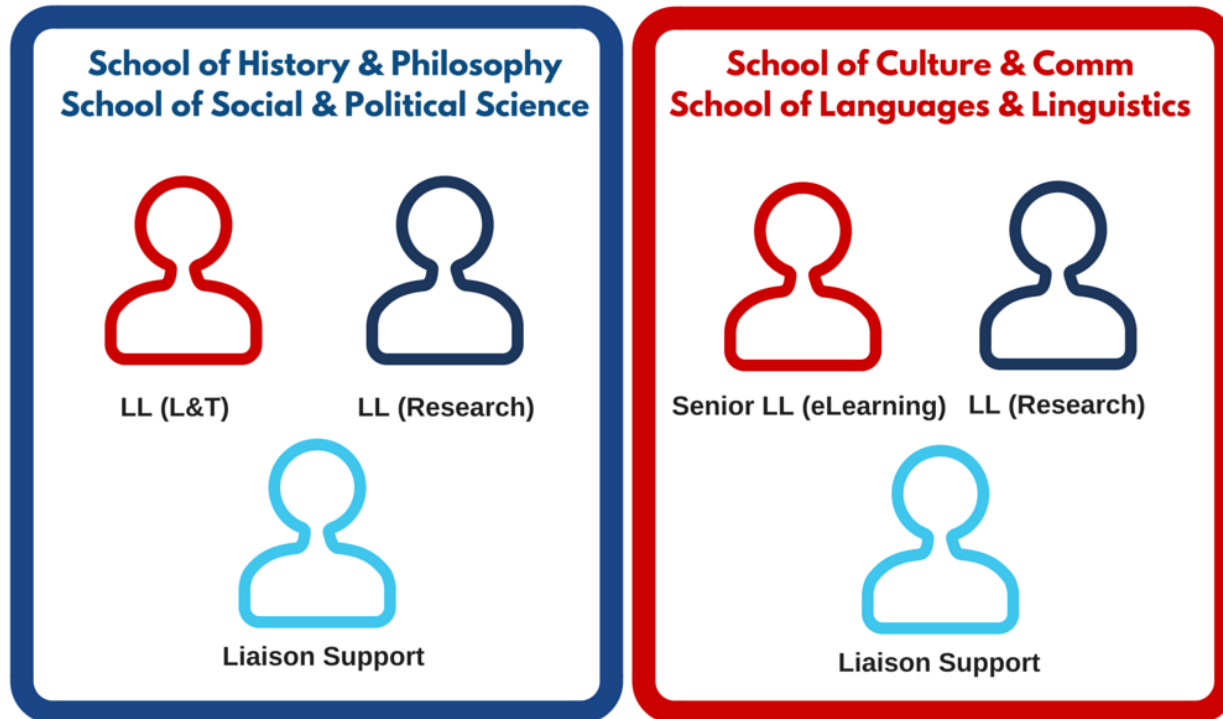 School of History & Philosophy
School of Social & Political Science
LL (L&T)
LL (Research)
Liaison Support
School of Culture & Comm
School of Languages & Linguistics
Senior LL (eLearning)
LL (Research)
Liaison Support